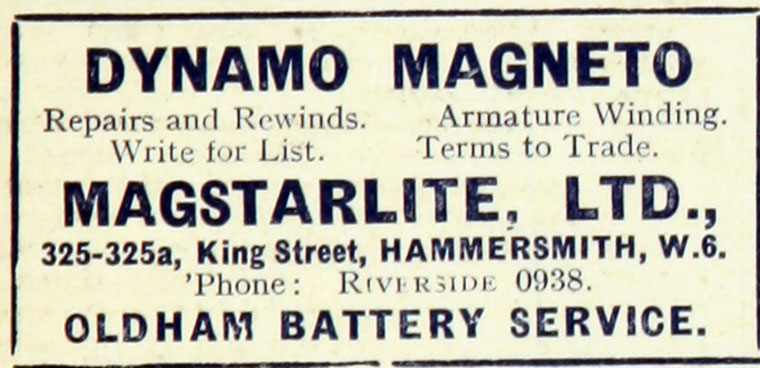 DYNAMO MAGNETO
Repairs and Rewinds. Armature Winding.
Write for List. Terms to Trade.
MAGSTARLITE, LTD.,
325-325a, King Street, HAMMERSMITH, W.6.
'Phone: RIVERSIDE 0938.
OLDHAM BATTERY SERVICE.